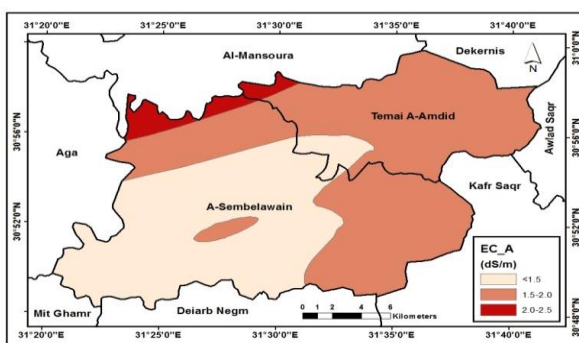 31°20'0"E 31°25'0"E 31°30'0"E 31°35'0"E 31°40'0"E
31°0'0"N
Al-Mansoura
Dekernis
N
Temai A-Amdid
Awlad Saqr
30°56'0"N
30°56'0"N
Aga
Kafr Saqr
A-Sembelawain
30°52'0"N
30°52'0"N
EC_A
(dS/m)
<1.5
1.5-2.0
2.0-2.5
Mit Ghamr
Deiarb Negm
0 1 2 4 6
Kilometers
30°48'0"N
31°20'0"E 31°25'0"E 31°30'0"E 31°35'0"E 31°40'0"E